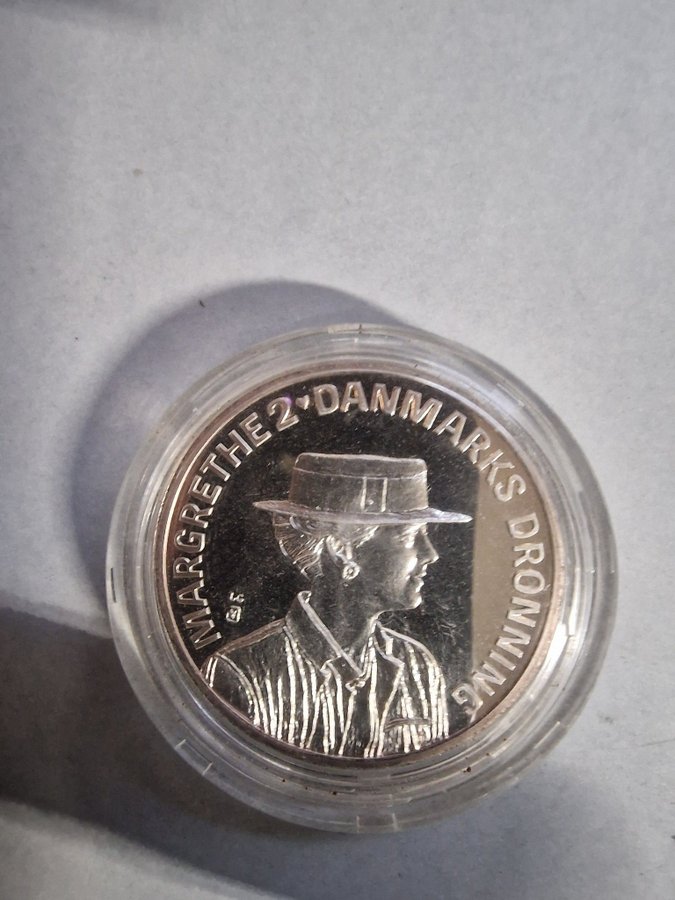 MARGRETHE 2 ♥ DANMARKS DRONNING